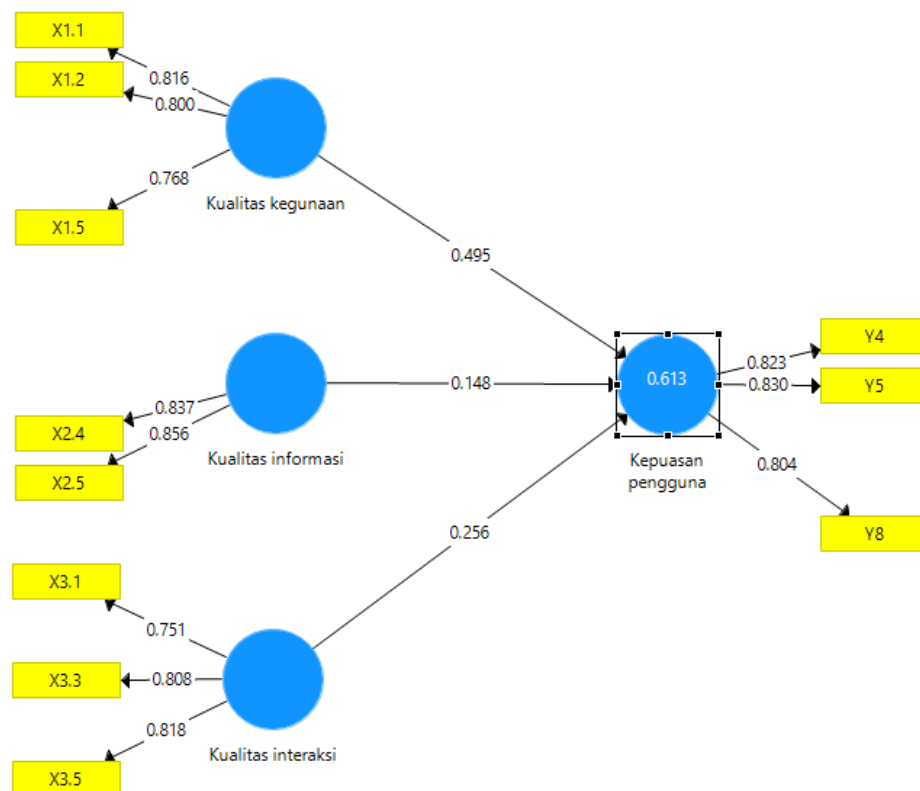 X1.1
0.816
X1.2
0.800
0.768
X1.5
Kualitas kegunaan
0.495
0.837
X2.4
0.856
X2.5
Kualitas informasi
0.148
0.613
Kepuasan
pengguna
0.823
Y4
0.830
Y5
0.804
Y8
0.256
X3.1
0.751
X3.3
0.808
0.818
X3.5
Kualitas interaksi